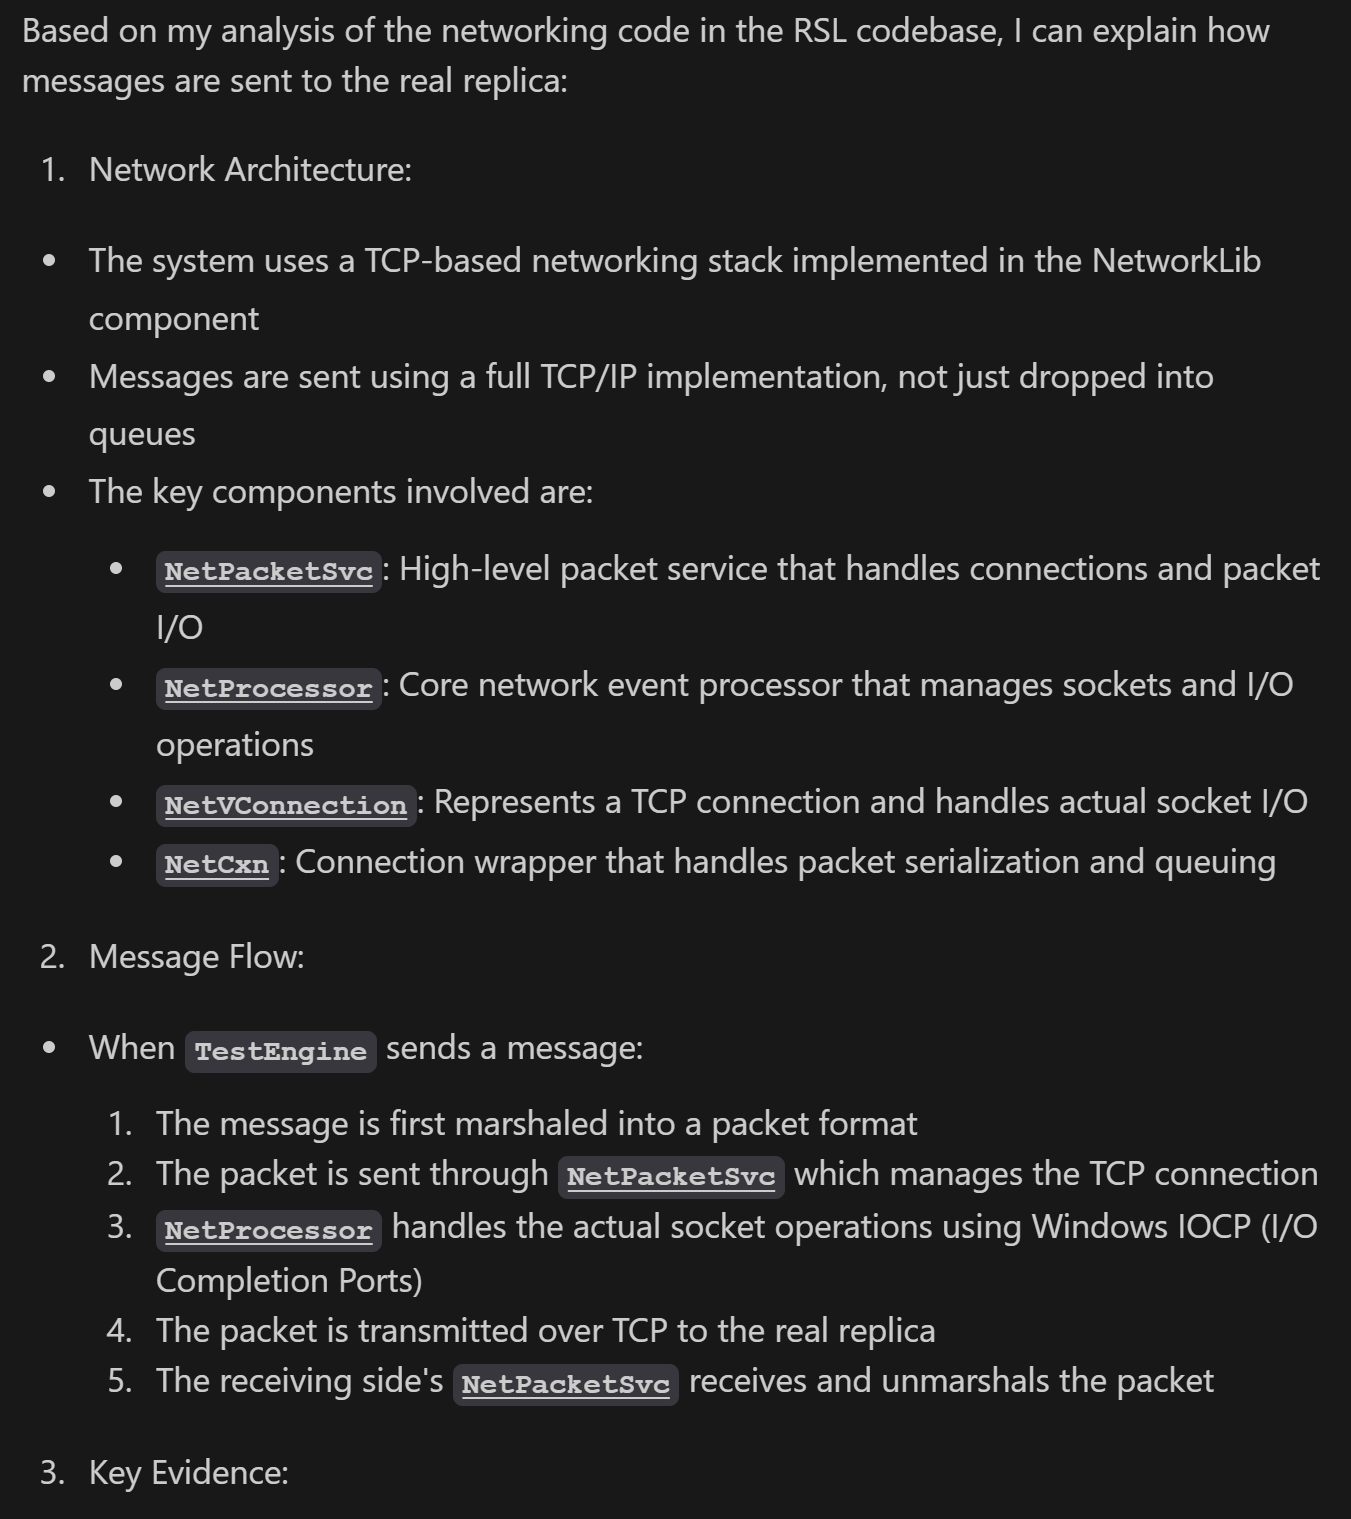 Based on my analysis of the networking code in the RSL codebase, I can explain how
messages are sent to the real replica:
1. Network Architecture:
• The system uses a TCP-based networking stack implemented in the NetworkLib
component
• Messages are sent using a full TCP/IP implementation, not just dropped into
queues
• The key components involved are:
• NetPacketSvc: High-level packet service that handles connections and packet
I/O
• NetProcessor: Core network event processor that manages sockets and I/O
operations
• NetVConnection: Represents a TCP connection and handles actual socket I/O
• NetCxn: Connection wrapper that handles packet serialization and queuing
2. Message Flow:
• When TestEngine sends a message:
1. The message is first marshaled into a packet format
2. The packet is sent through NetPacketSvc which manages the TCP connection
3. NetProcessor handles the actual socket operations using Windows IOCP (I/O
Completion Ports)
4. The packet is transmitted over TCP to the real replica
5. The receiving side's NetPacketSvc receives and unmarshals the packet
3. Key Evidence: